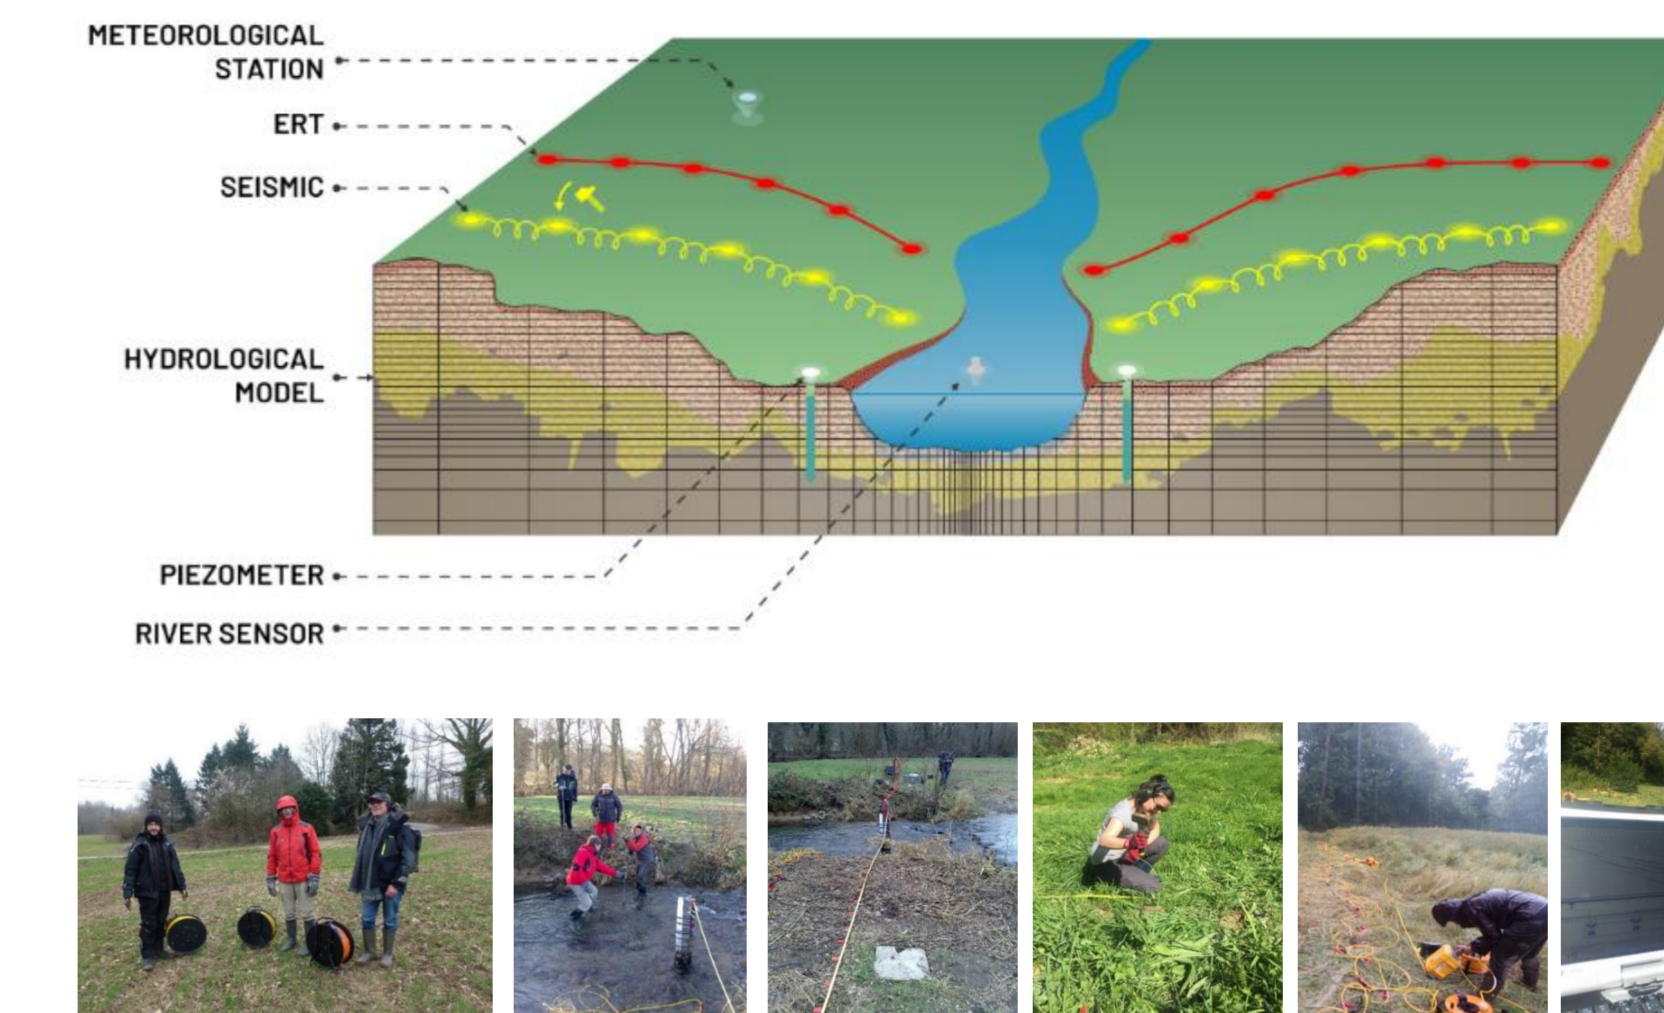 METEOROLOGICAL
STATION
ERT
SEISMIC
HYDROLOGICAL
MODEL
PIEZOMETER
RIVER SENSOR